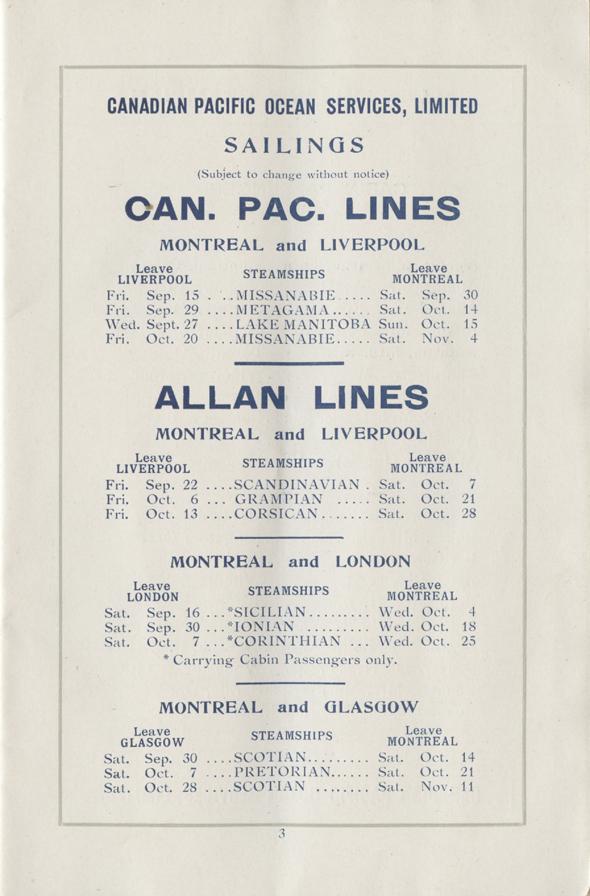 CANADIAN PACIFIC OCEAN SERVICES, LIMITED
SAILINGS
(Subject to change without notice)
CAN. PAC. LINES
MONTREAL and LIVERPOOL
Leave LIVERPOOL STEAMSHIPS Leave MONTREAL
Fri. Sep. 15 . ..MISSANABIE ..... Sat. Sep. 30
Fri. Sep. 29 ....METAGAMA...... Sat. Oct. 14
Wed. Sept. 27 ....LAKE MANITOBA Sun. Oct. 15
Fri. Oct. 20 ....MISSANABIE..... Sat. Nov. 4
ALLAN LINES
MONTREAL and LIVERPOOL
Leave LIVERPOOL STEAMSHIPS Leave MONTREAL
Fri. Sep. 22 ....SCANDINAVIAN . Sat. Oct. 7
Fri. Oct. 6 ... GRAMPIAN ..... Sat. Oct. 21
Fri. Oct. 13 ....CORSICAN....... Sat. Oct. 28
MONTREAL and LONDON
Leave LONDON STEAMSHIPS Leave MONTREAL
Sat. Sep. 16 ...*SICILIAN......... Wed. Oct. 4
Sat. Sep. 30 ...*IONIAN ......... Wed. Oct. 18
Sat. Oct. 7 ...*CORINTHIAN ... Wed. Oct. 25
* Carrying Cabin Passengers only.
MONTREAL and GLASGOW
Leave GLASGOW STEAMSHIPS Leave MONTREAL
Sat. Sep. 30 ....SCOTIAN......... Sat. Oct. 14
Sat. Oct. 7 ....PRETORIAN...... Sat. Oct. 21
Sat. Oct. 28 ....SCOTIAN ........ Sat. Nov. 11
3